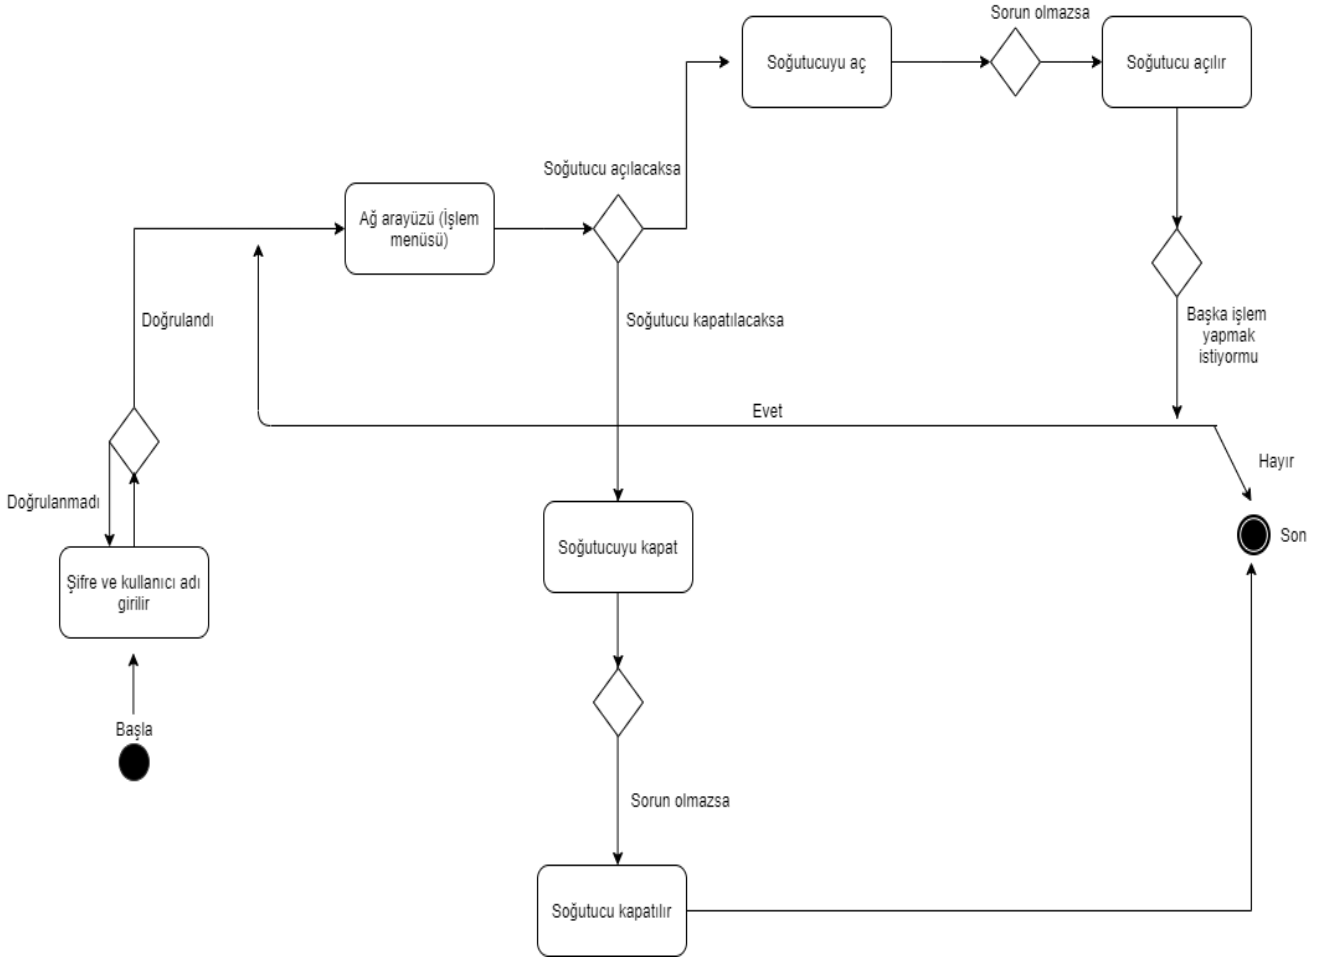 Sorun olmazsa
Soğutucuyu aç
Soğutucu açılır
Soğutucu açılacaksa
Ağ arayüzü (İşlem
menüsü)
Doğrulandı
Soğutucu kapatılacaksa
Başka işlem
yapmak
istiyormu
Evet
Hayır
Doğrulanmadı
Son
Soğutucuyu kapat
Şifre ve kullanıcı adı
girilir
Başla
Sorun olmazsa
Soğutucu kapatılır